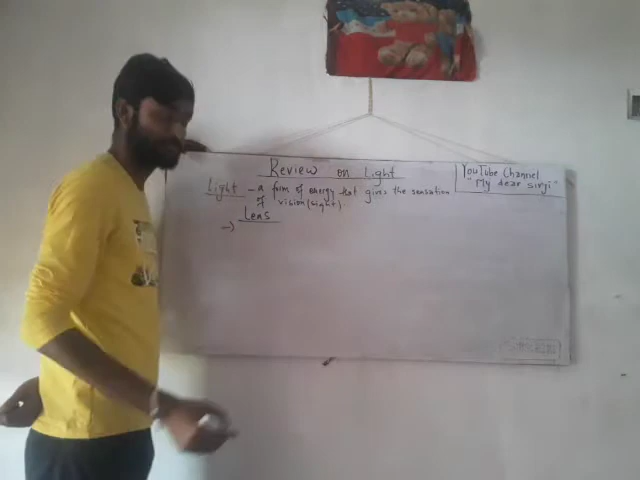 Review on Light
YouTube Channel
"My dear sirji"
Light - a form of energy that gives the sensation
of vision (sight).
Lens
→)